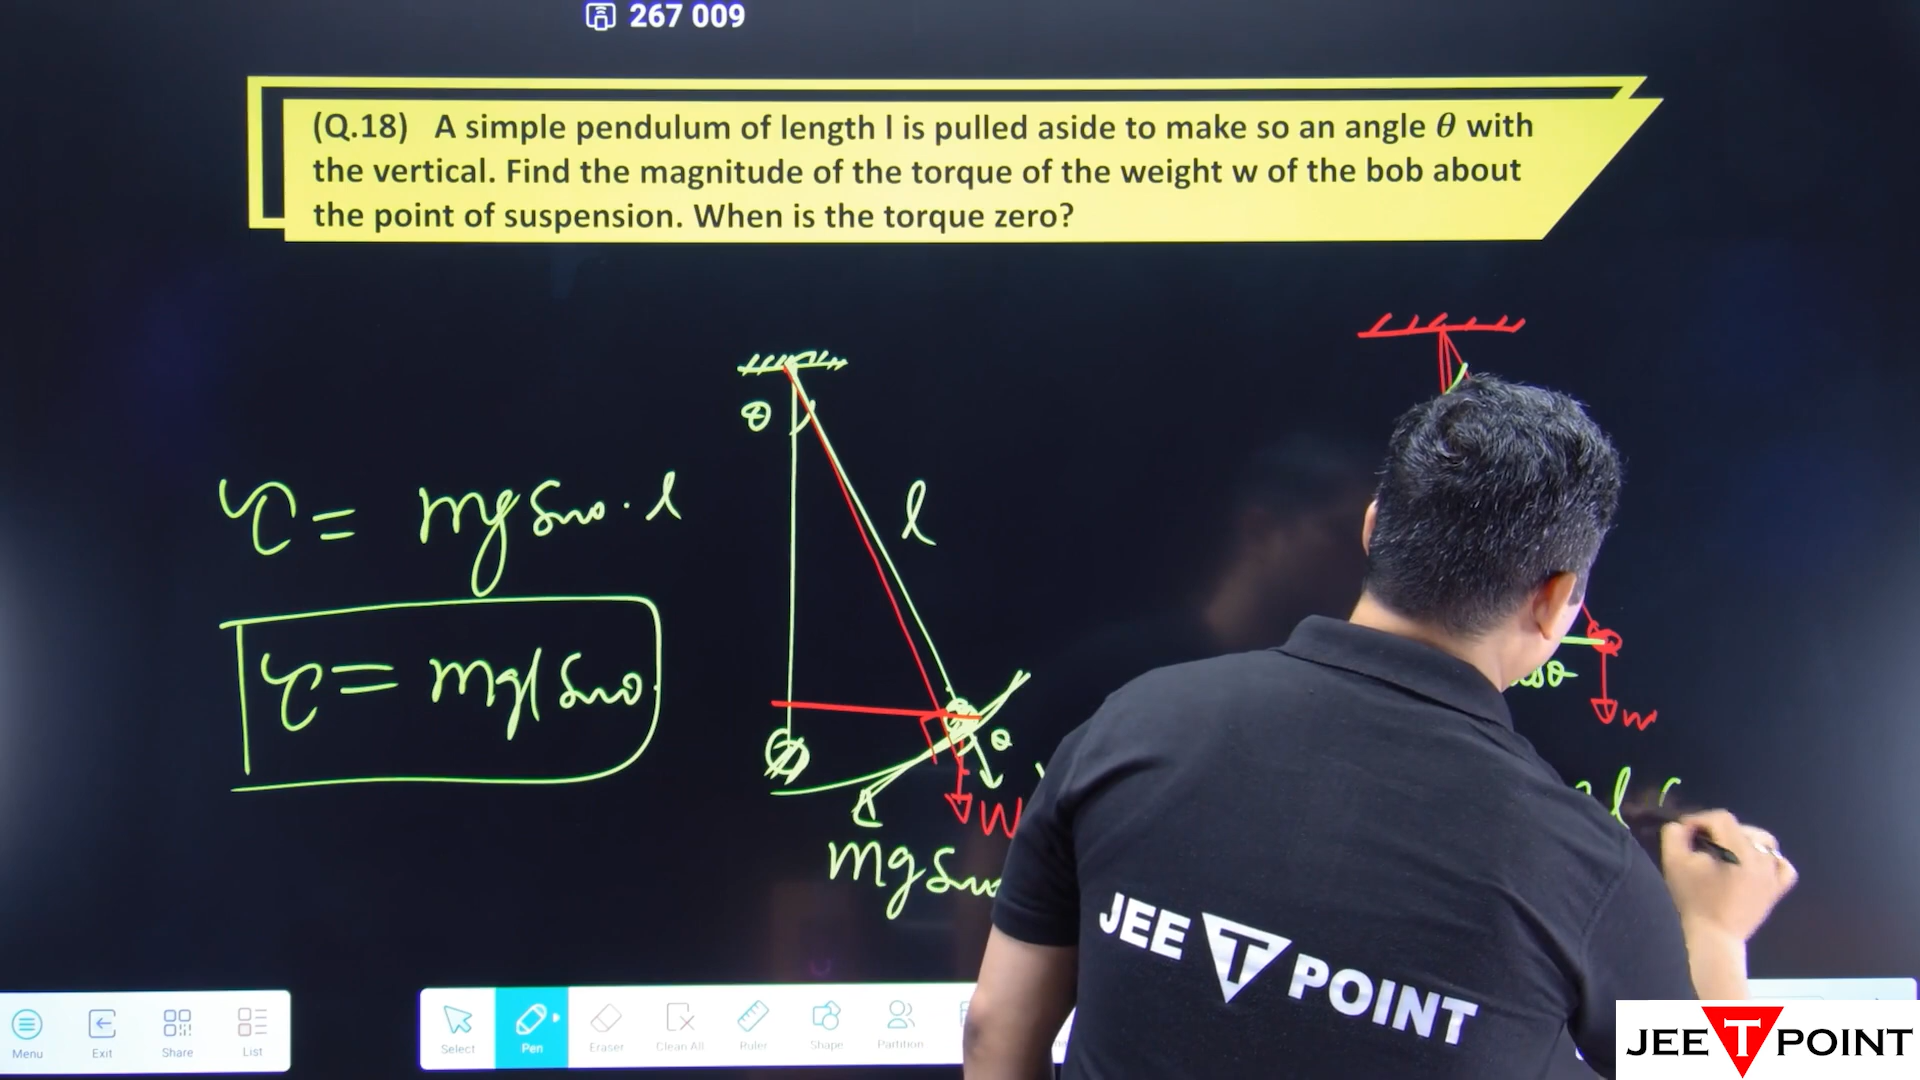 267 009
(Q.18) A simple pendulum of length l is pulled aside to make so an angle θ with
the vertical. Find the magnitude of the torque of the weight w of the bob about
the point of suspension. When is the torque zero?
θ
τ = mg sinθ · l
l
τ = mgl sinθ
θ
W
mg sinθ
W
l
JEE T POINT
Menu
Exit
Share
List
Select
Pen
Eraser
Clean All
Ruler
Shape
Partition
JEE T POINT